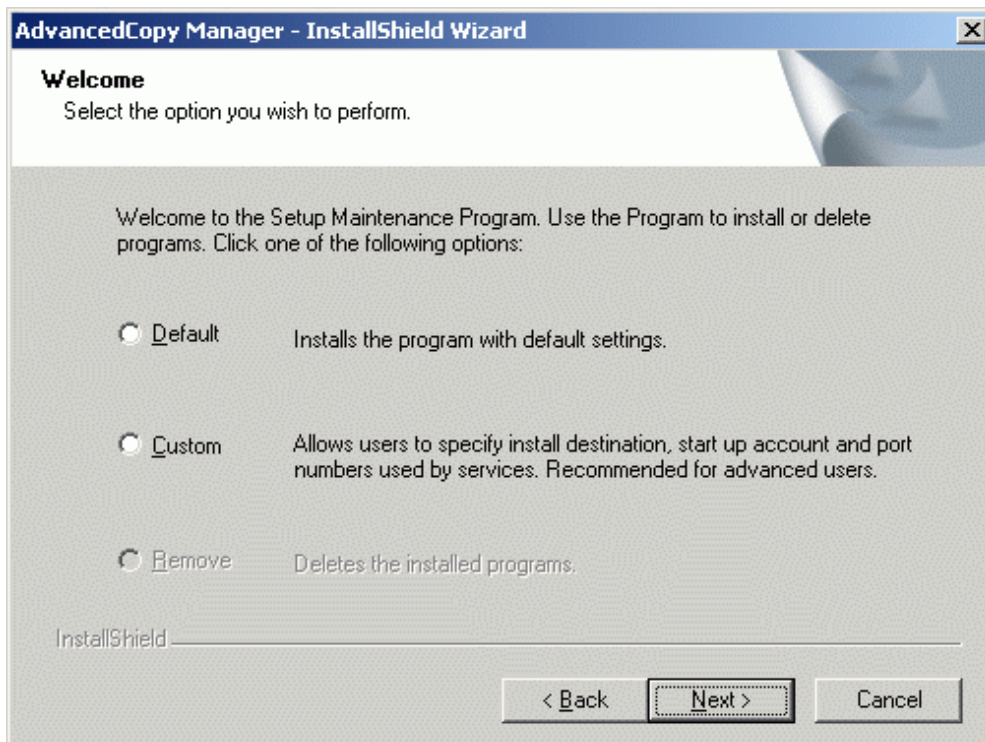 AdvancedCopy Manager - InstallShield Wizard
Welcome
Select the option you wish to perform.
Welcome to the Setup Maintenance Program. Use the Program to install or delete
programs. Click one of the following options:
Default Installs the program with default settings.
Custom Allows users to specify install destination, start up account and port
numbers used by services. Recommended for advanced users.
Remove Deletes the installed programs.
InstallShield
< Back Next > Cancel